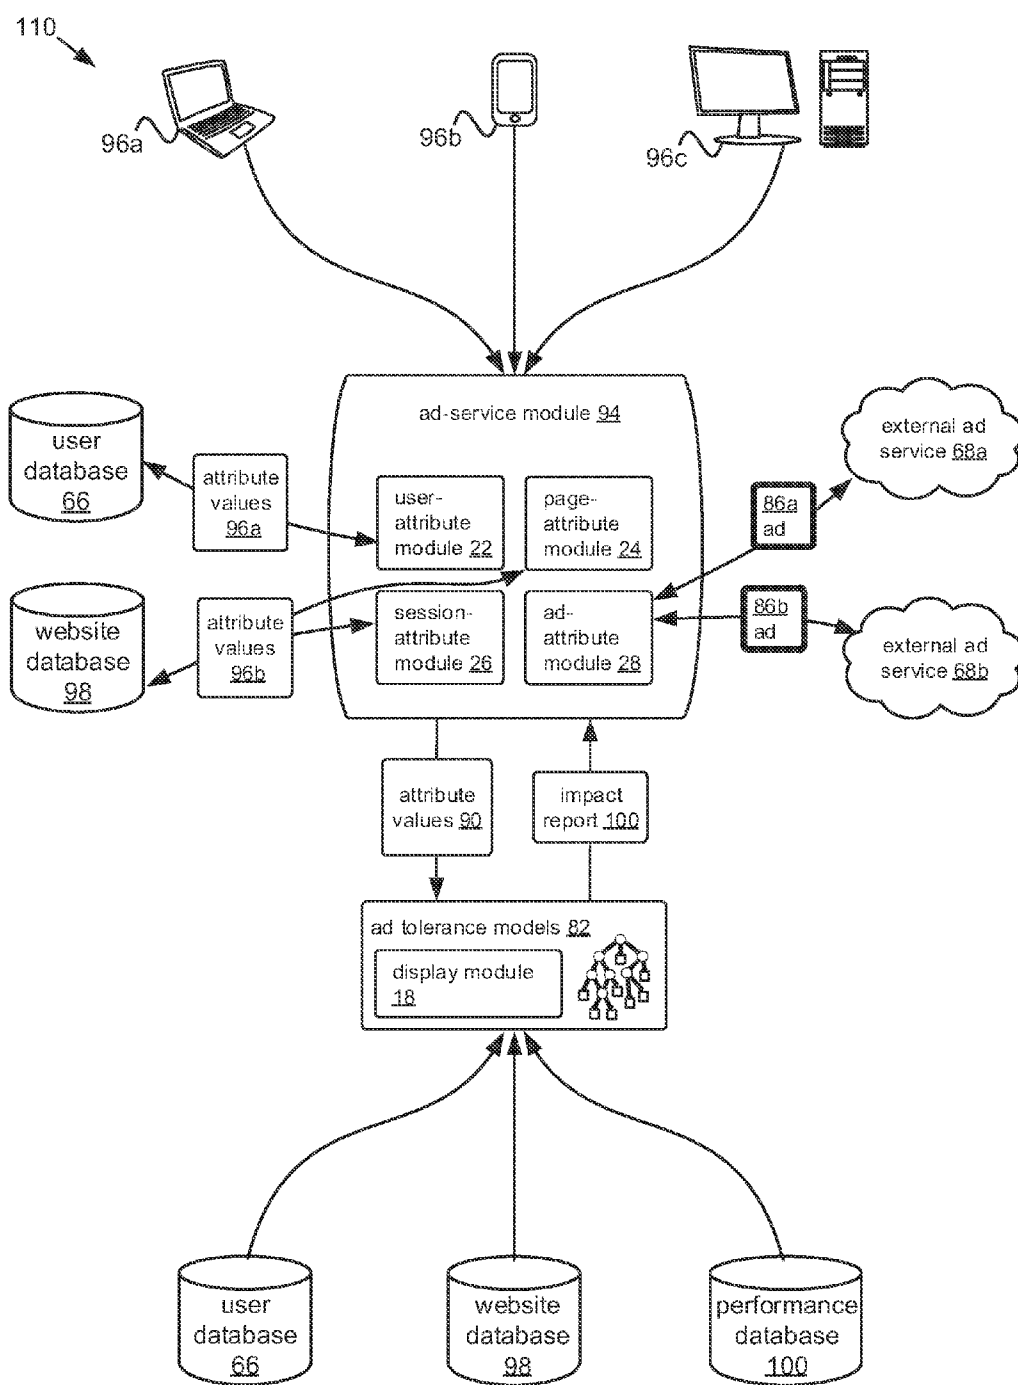 110
96a
96b
96c
ad-service module 94
user
database
66
attribute
values
96a
user-
attribute
module 22
page-
attribute
module 24
86a
ad
external ad
service 68a
website
database
98
attribute
values
96b
session-
attribute
module 26
ad-
attribute
module 28
86b
ad
external ad
service 68b
attribute
values 90
impact
report 100
ad tolerance models 82
display module
18
user
database
66
website
database
98
performance
database
100